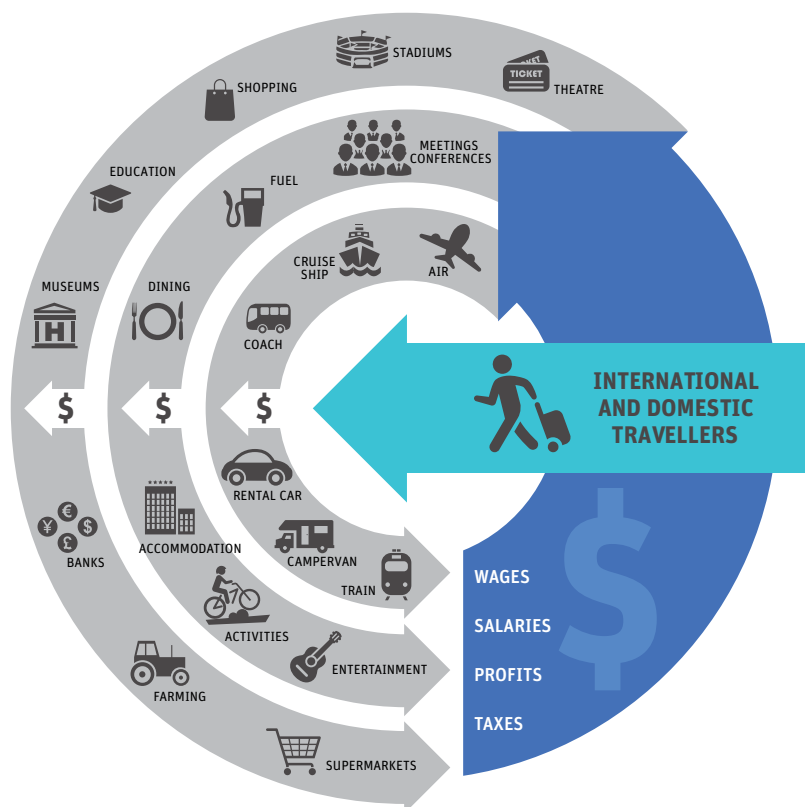 STADIUMS
TICKET
TICKET
THEATRE
SHOPPING
MEETINGS
CONFERENCES
EDUCATION
FUEL
CRUISE
SHIP
AIR
MUSEUMS
H
DINING
COACH
$
$
$
INTERNATIONAL
AND DOMESTIC
TRAVELLERS
RENTAL CAR
€
¥
$
£
BANKS
ACCOMMODATION
CAMPERVAN
TRAIN
ACTIVITIES
ENTERTAINMENT
FARMING
SUPERMARKETS
$
WAGES
SALARIES
PROFITS
TAXES